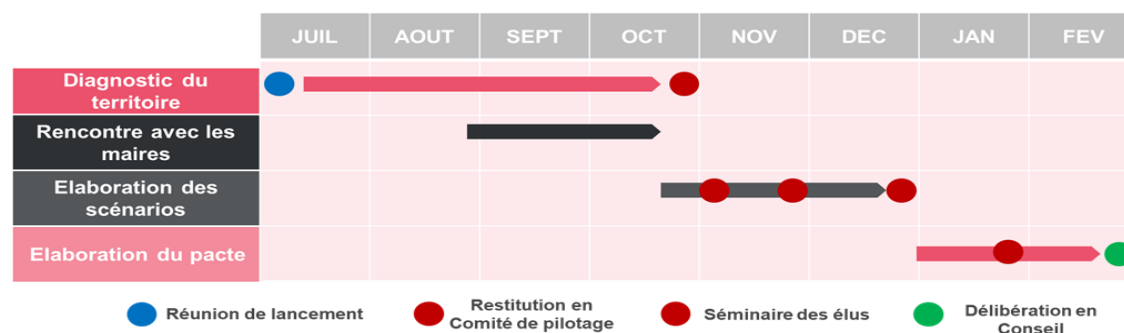 JUIL AOUT SEPT OCT NOV DEC JAN FEV
Diagnostic du
territoire
Rencontre avec les
maires
Elaboration des
scénarios
Elaboration du pacte
Réunion de lancement
Restitution en
Comité de pilotage
Séminaire des élus
Délibération en
Conseil